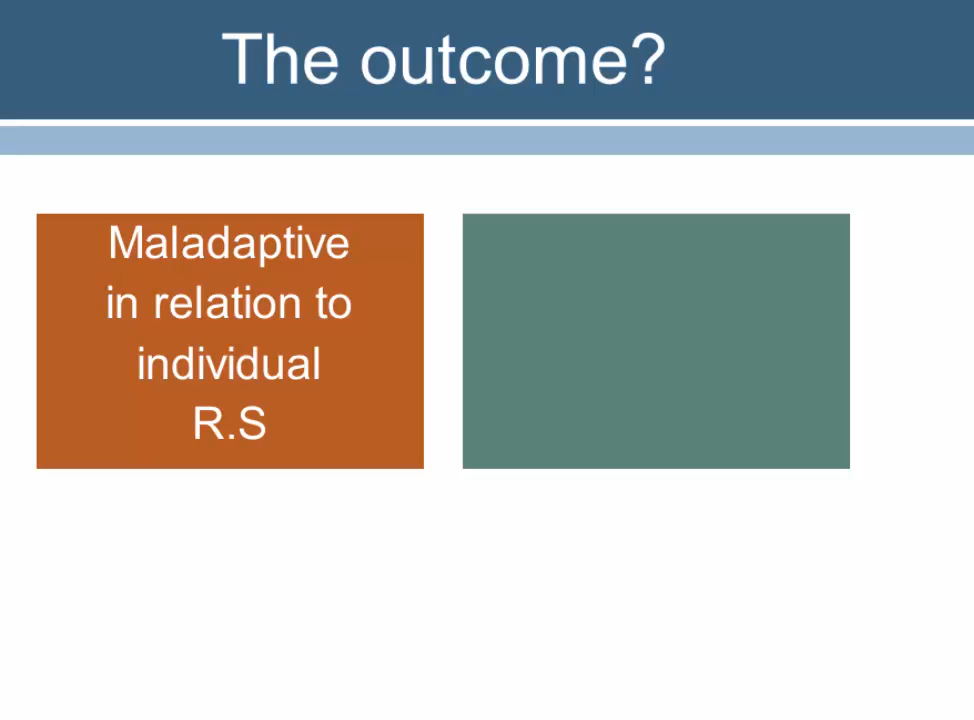 The outcome?
Maladaptive
in relation to
individual
R.S